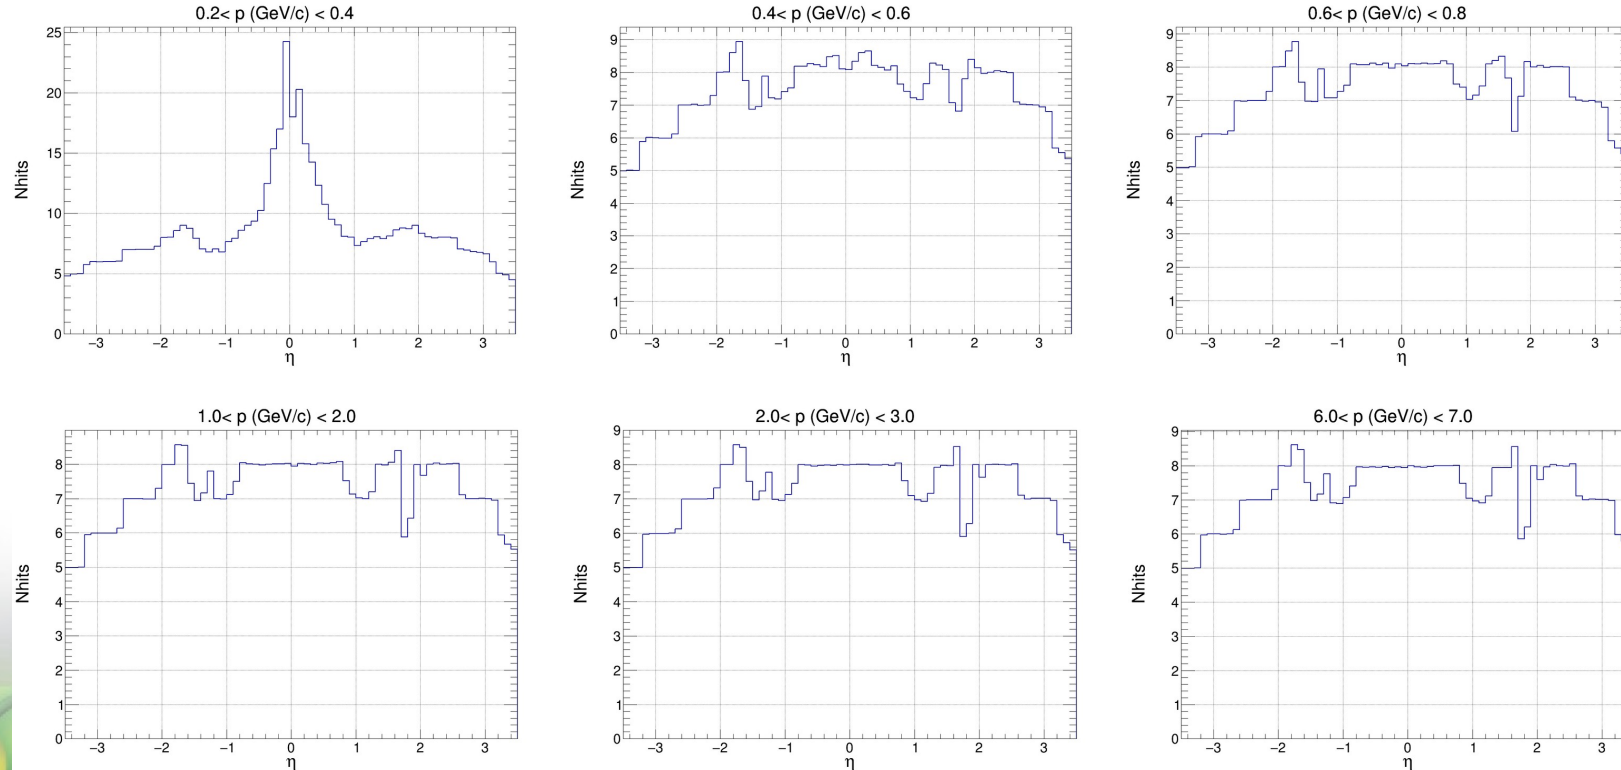 0.2< p (GeV/c) < 0.4
25
20
15
10
5
0
Nhits
−3 −2 −1 0 1 2 3
η
0.4< p (GeV/c) < 0.6
9
8
7
6
5
4
3
2
1
0
Nhits
−3 −2 −1 0 1 2 3
η
0.6< p (GeV/c) < 0.8
9
8
7
6
5
4
3
2
1
0
Nhits
−3 −2 −1 0 1 2 3
η
1.0< p (GeV/c) < 2.0
9
8
7
6
5
4
3
2
1
0
Nhits
−3 −2 −1 0 1 2 3
η
2.0< p (GeV/c) < 3.0
9
8
7
6
5
4
3
2
1
0
Nhits
−3 −2 −1 0 1 2 3
η
6.0< p (GeV/c) < 7.0
9
8
7
6
5
4
3
2
1
0
Nhits
−3 −2 −1 0 1 2 3
η